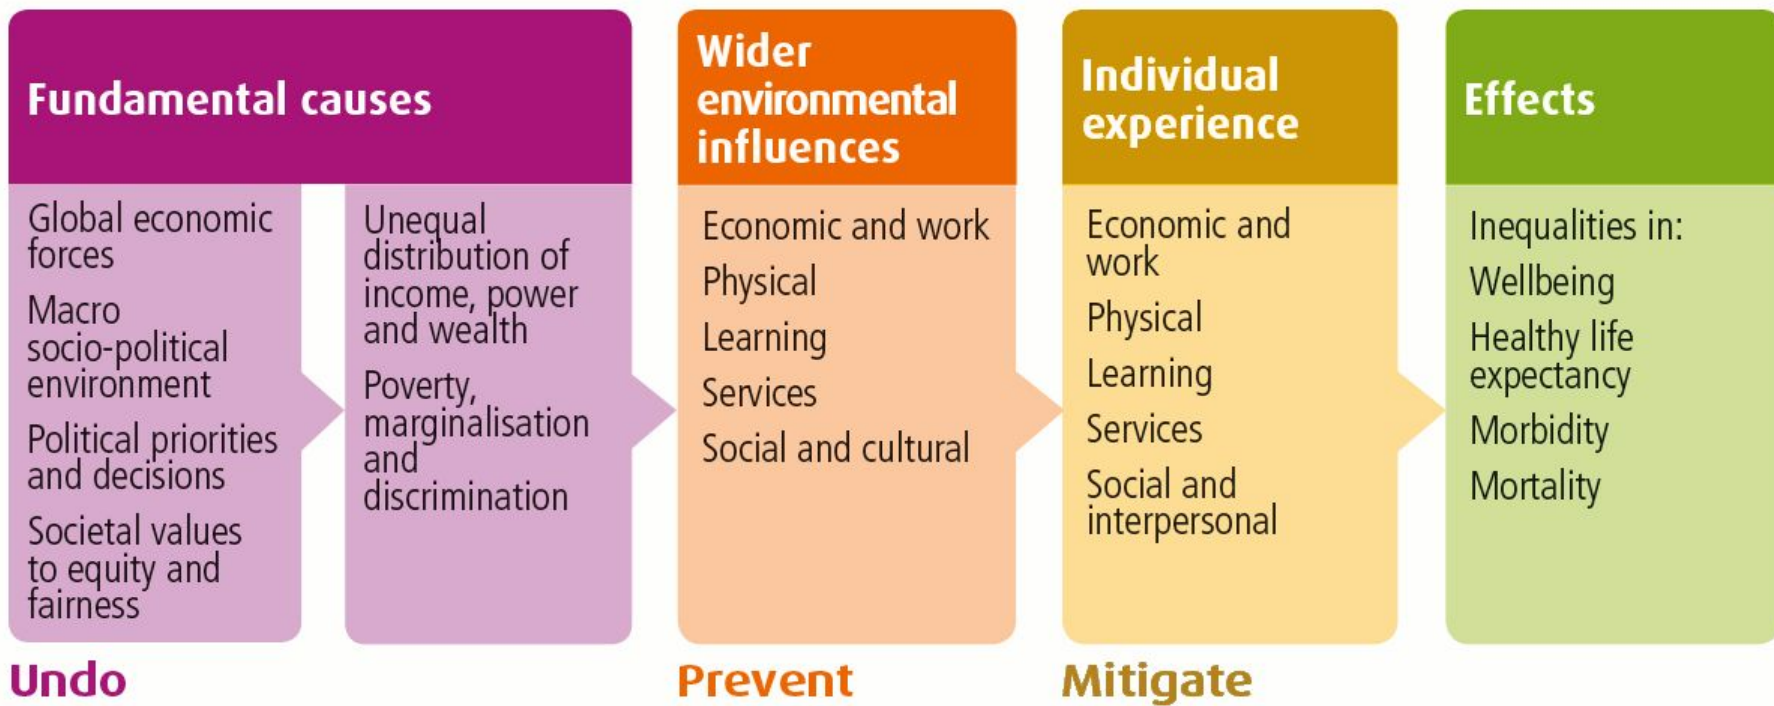 Fundamental causes
Global economic
forces
Macro
socio-political
environment
Political priorities
and decisions
Societal values
to equity and
fairness
Unequal
distribution of
income, power
and wealth
Poverty,
marginalisation
and
discrimination
Undo
Wider
environmental
influences
Economic and work
Physical
Learning
Services
Social and cultural
Prevent
Individual
experience
Economic and
work
Physical
Learning
Services
Social and
interpersonal
Mitigate
Effects
Inequalities in:
Wellbeing
Healthy life
expectancy
Morbidity
Mortality